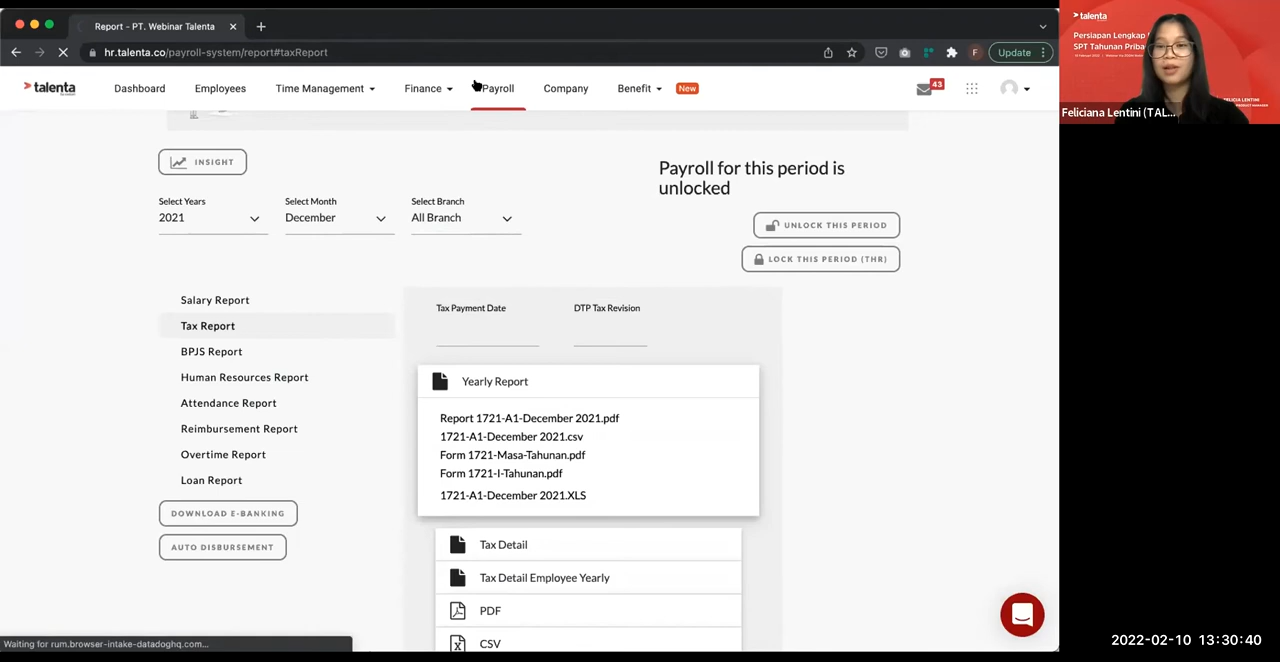 Report - PT. Webinar Talenta
hr.talenta.co/payroll-system/report#taxReport
F
Update
talenta
Dashboard
Employees
Time Management
Finance
Payroll
Company
Benefit
New
43
INSIGHT
Payroll for this period is
unlocked
Select Years
2021
Select Month
December
Select Branch
All Branch
UNLOCK THIS PERIOD
LOCK THIS PERIOD (THR)
Salary Report
Tax Report
BPJS Report
Human Resources Report
Attendance Report
Reimbursement Report
Overtime Report
Loan Report
DOWNLOAD E-BANKING
AUTO DISBURSEMENT
Tax Payment Date
DTP Tax Revision
Yearly Report
Report 1721-A1-December 2021.pdf
1721-A1-December 2021.csv
Form 1721-Masa-Tahunan.pdf
Form 1721-I-Tahunan.pdf
1721-A1-December 2021.XLS
Tax Detail
Tax Detail Employee Yearly
PDF
CSV
Waiting for rum.browser-intake-datadoghq.com...
talenta
Persiapan Lengkap
SPT Tahunan Priba
Feliciana Lentini (TAL...
2022-02-10 13:30:40